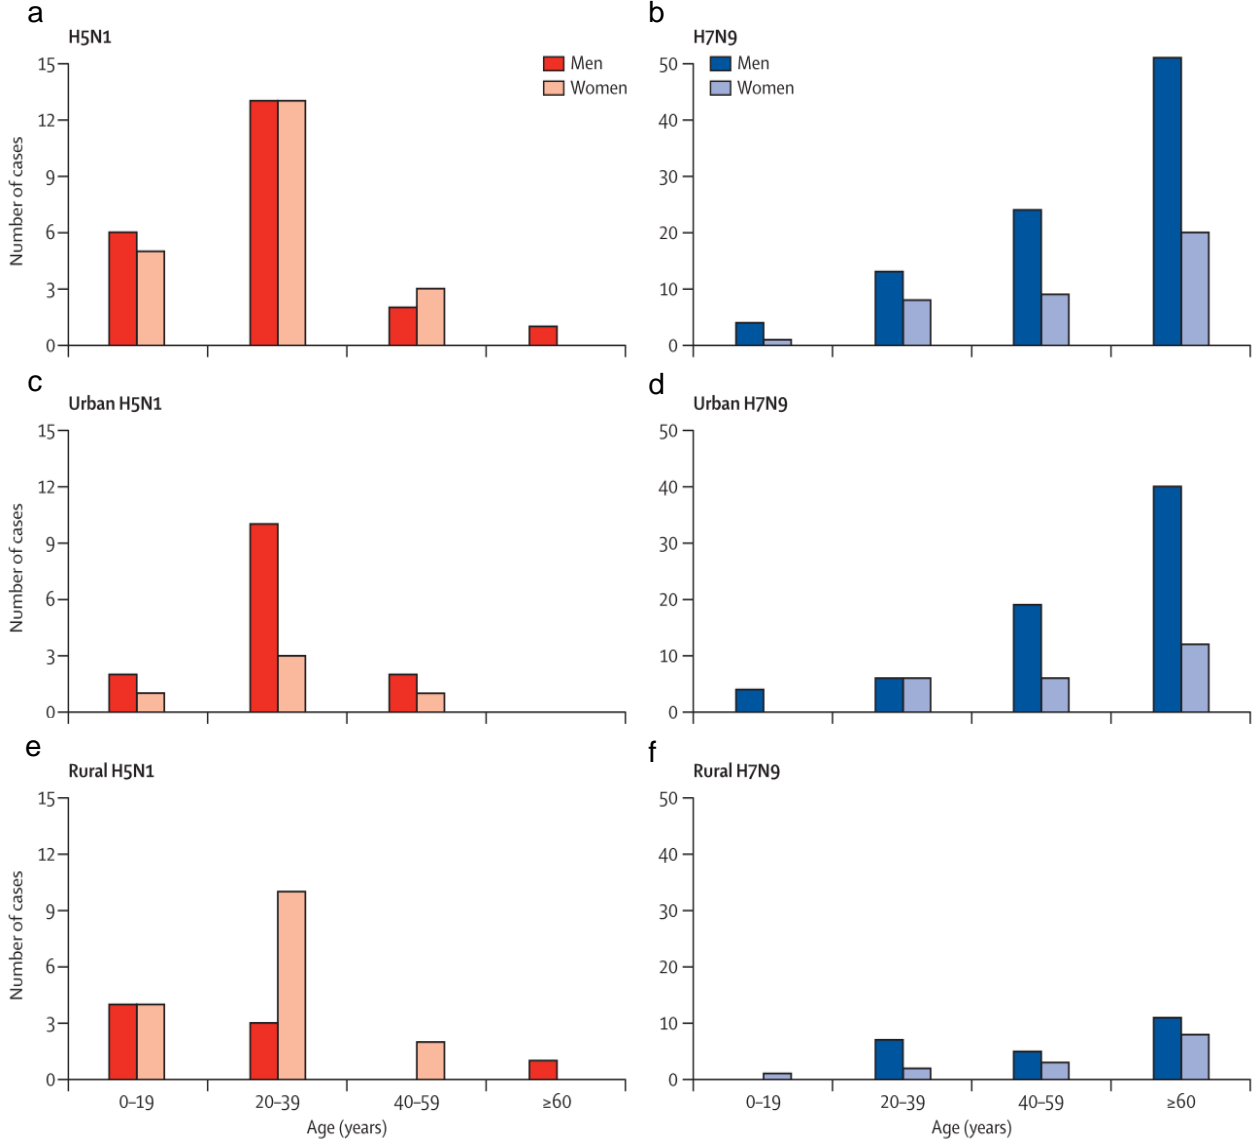 a
H5N1
Men
Women
Number of cases
15
12
9
6
3
0
b
H7N9
Men
Women
50
40
30
20
10
0
c
Urban H5N1
Number of cases
15
12
9
6
3
0
d
Urban H7N9
50
40
30
20
10
0
e
Rural H5N1
Number of cases
15
12
9
6
3
0
0–19 20–39 40–59 ≥60
Age (years)
f
Rural H7N9
50
40
30
20
10
0
0–19 20–39 40–59 ≥60
Age (years)